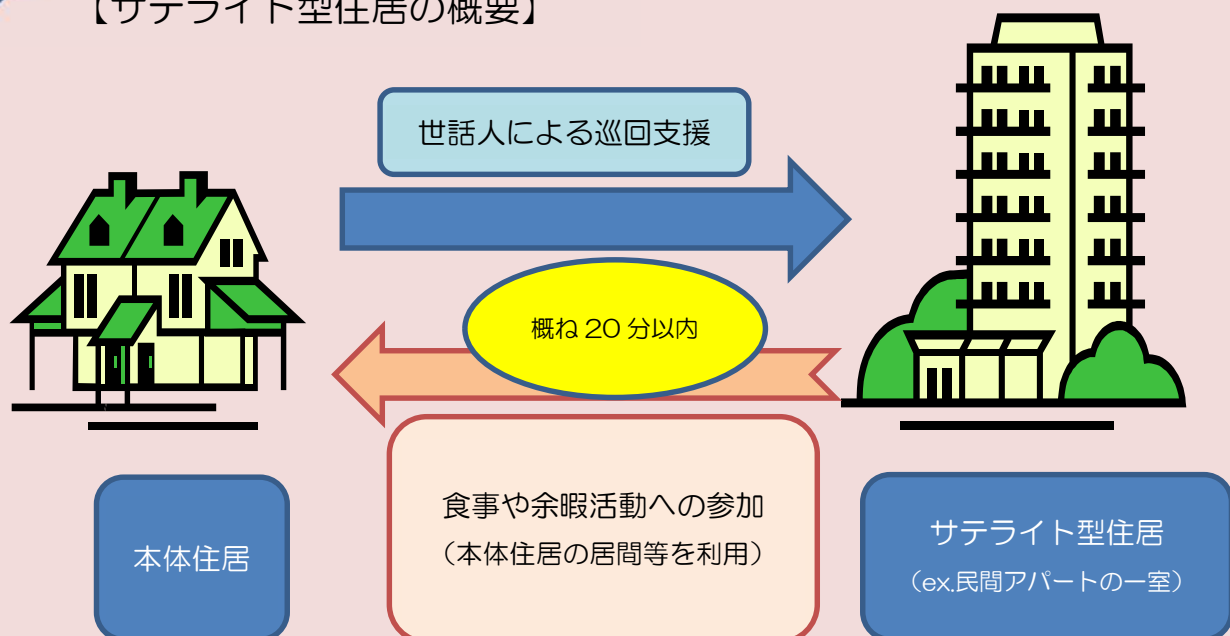 【サテライト型住居の概要】
世話人による巡回支援
概ね 20 分以内
食事や余暇活動への参加
（本体住居の居間等を利用）
本体住居
サテライト型住居
（ex.民間アパートの一室）